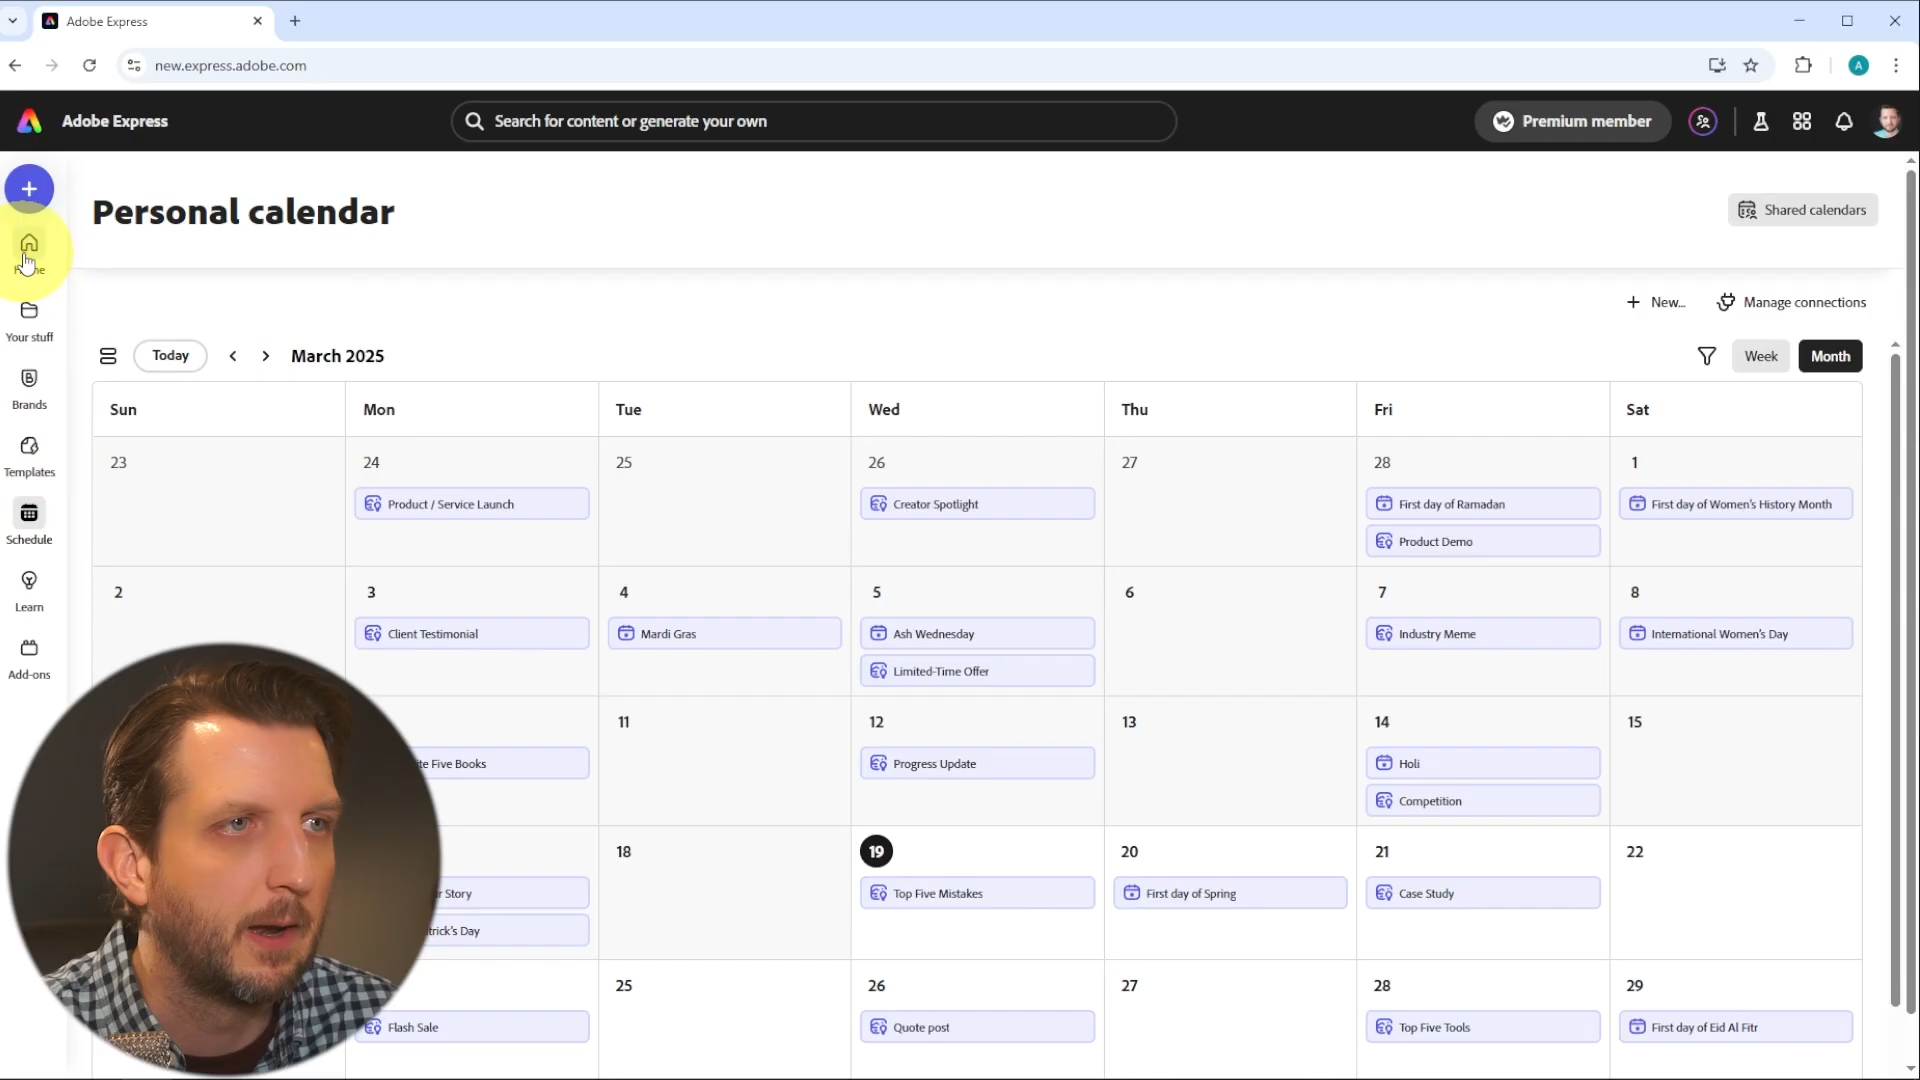 Adobe Express
new.express.adobe.com
A
Adobe Express
Search for content or generate your own
Premium member
Personal calendar
Shared calendars
Your stuff
Brands
Templates
Schedule
Learn
Add-ons
New...
Manage connections
Today
March 2025
Week
Month
Sun Mon Tue Wed Thu Fri Sat
23 24 25 26 27 28 1
Product / Service Launch
Creator Spotlight
First day of Ramadan
First day of Women's History Month
Product Demo
2 3 4 5 6 7 8
Client Testimonial
Mardi Gras
Ash Wednesday
Industry Meme
International Women's Day
Limited-Time Offer
11 12 13 14 15
Five Books
Progress Update
Holi
Competition
18 19 20 21 22
Story
Top Five Mistakes
First day of Spring
Case Study
Day
25 26 27 28 29
Flash Sale
Quote post
Top Five Tools
First day of Eid Al Fitr